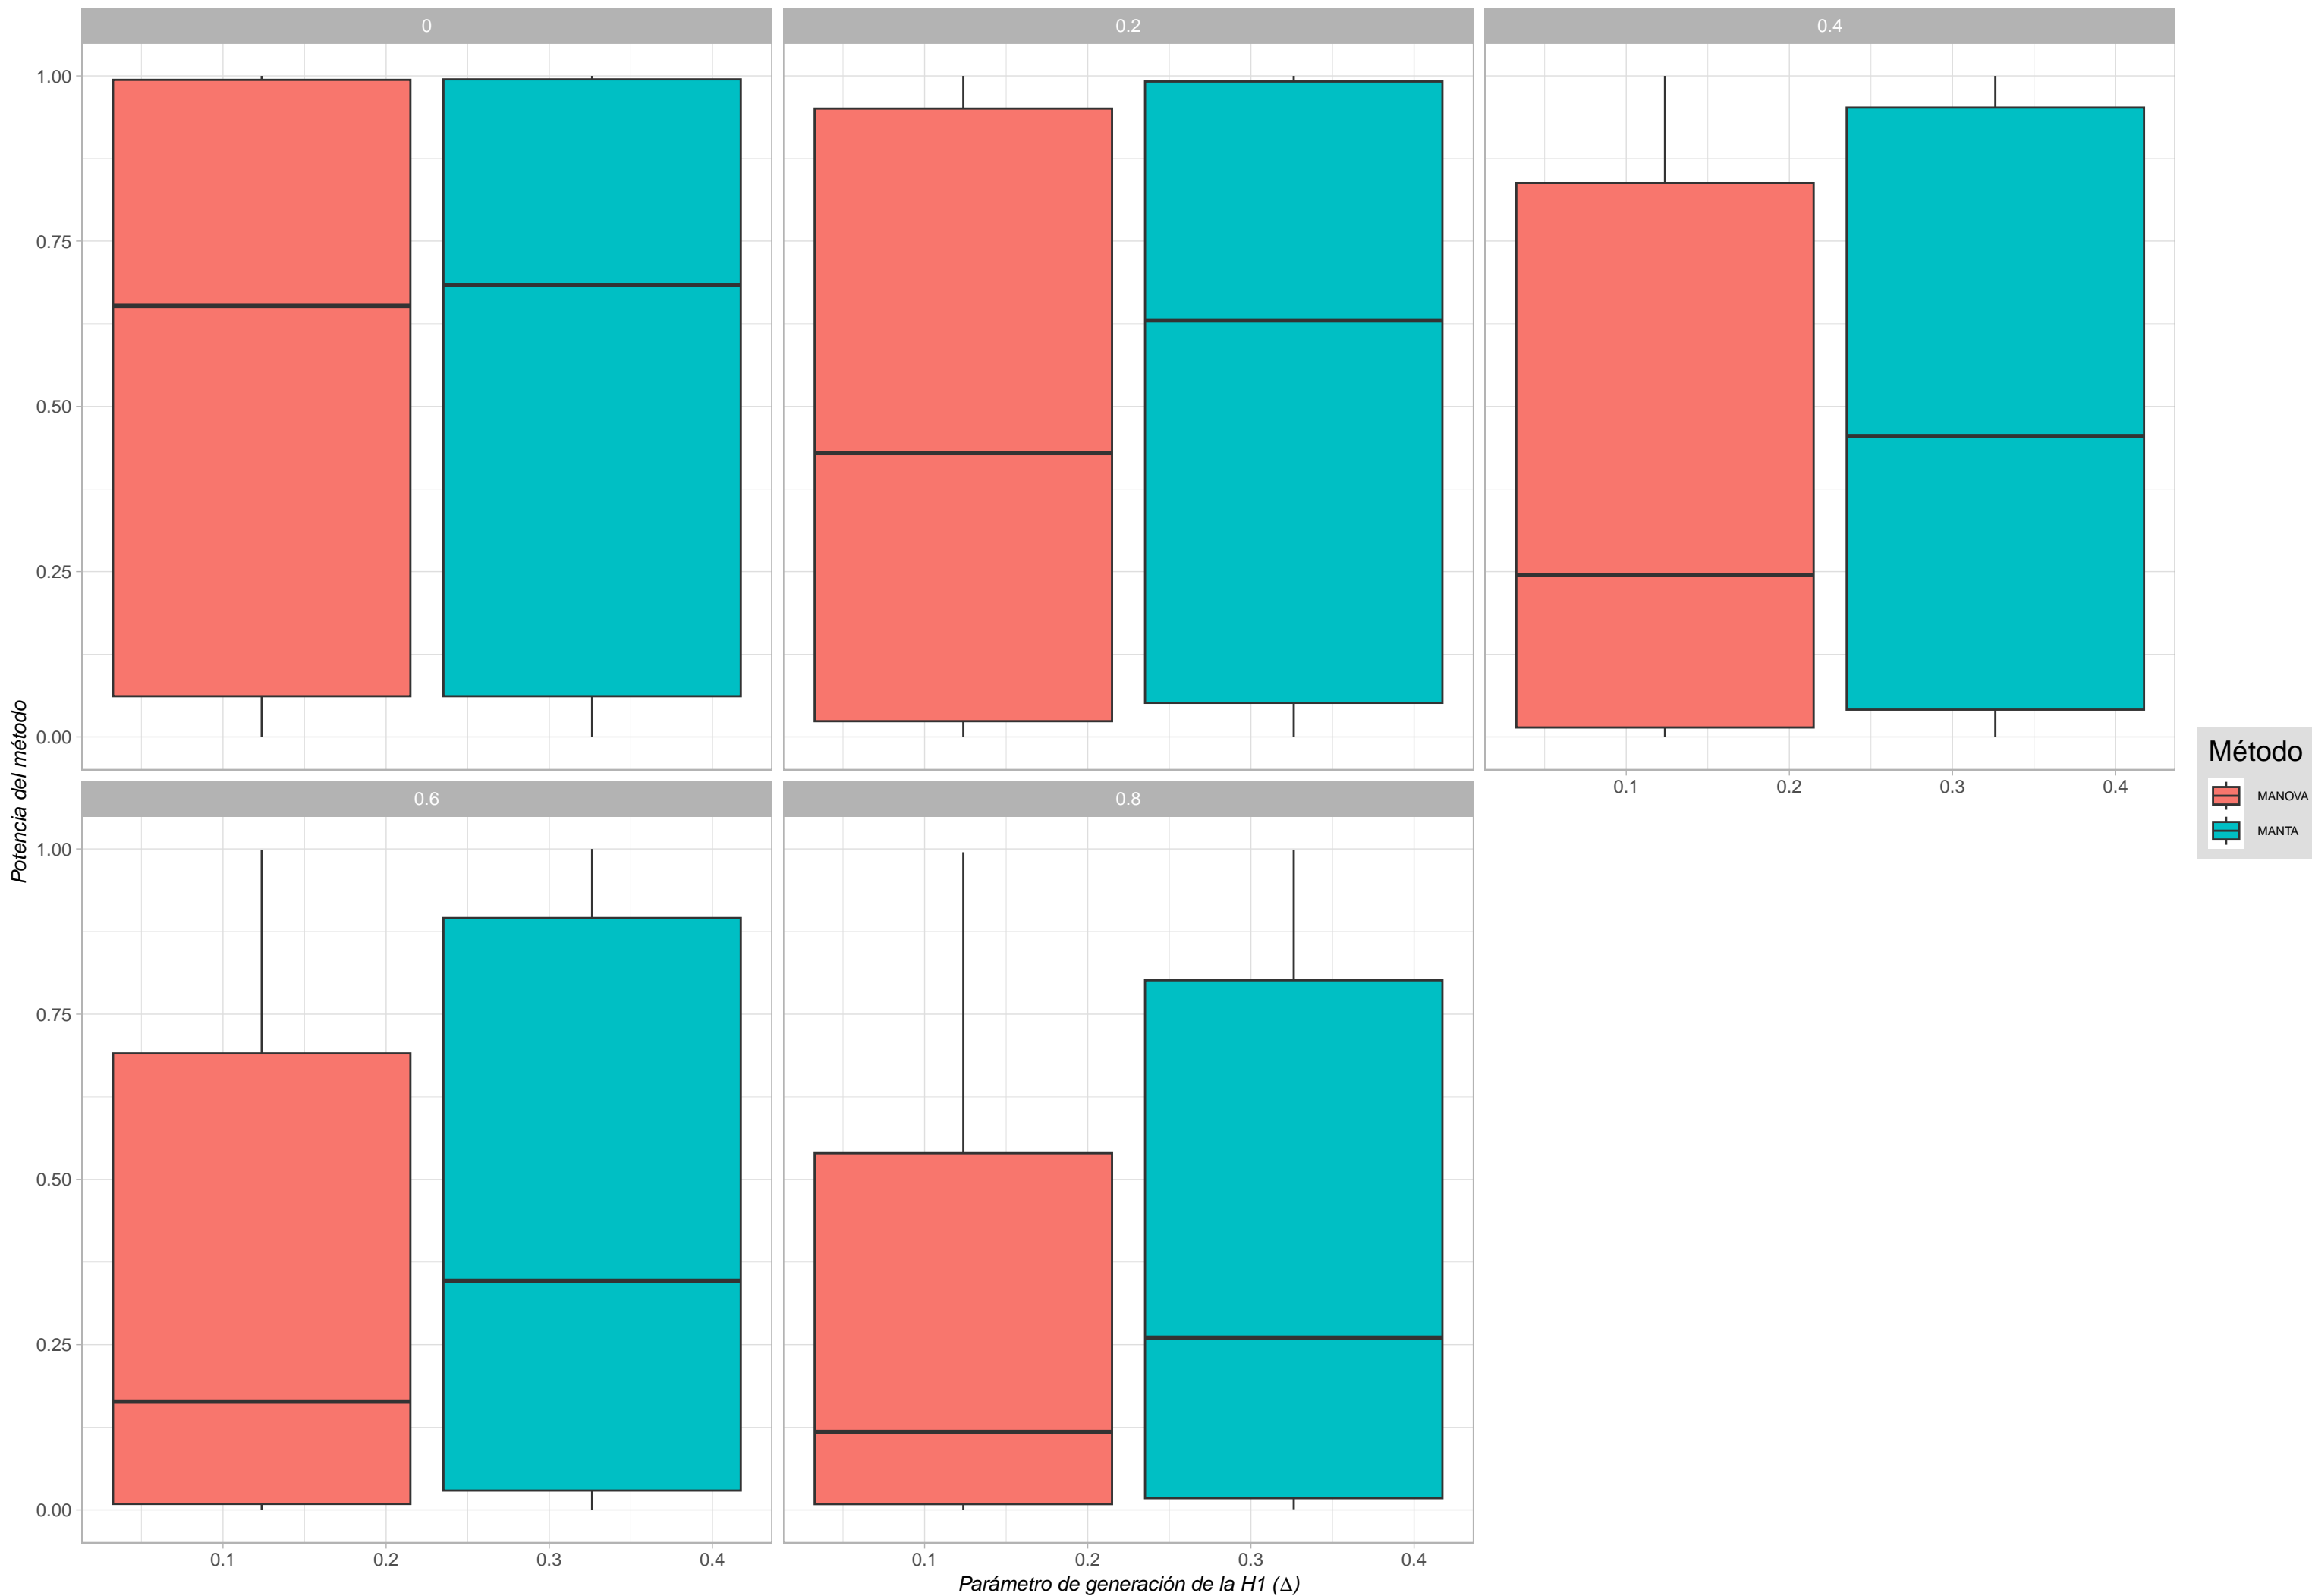 0
0.2
0.4
1.00
0.75
0.50
0.25
0.00
0.1 0.2 0.3 0.4
Potencia del método
Método
MANOVA
MANTA
0.6
0.8
1.00
0.75
0.50
0.25
0.00
0.1 0.2 0.3 0.4
0.1 0.2 0.3 0.4
Parámetro de generación de la H1 (Δ)